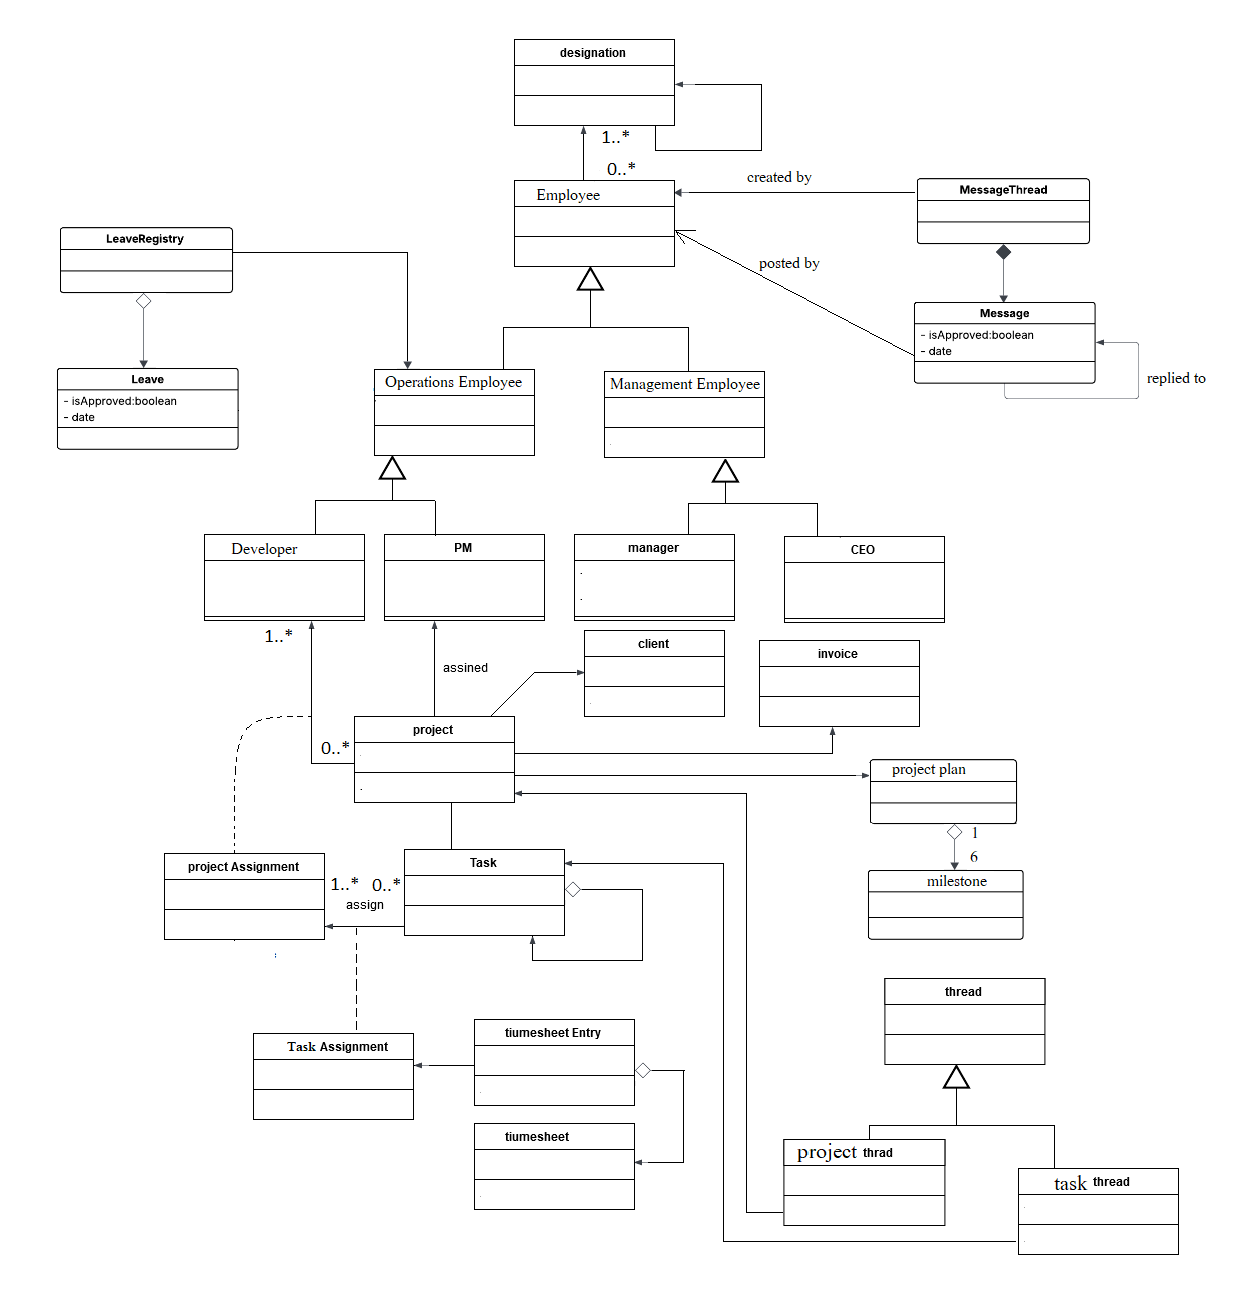 designation
1..*
0..*
Employee
created by
MessageThread
LeaveRegistry
posted by
Message
- isApproved:boolean
- date
replied to
Leave
- isApproved:boolean
- date
Operations Employee
Management Employee
Developer
PM
manager
CEO
1..*
assined
client
invoice
project
0..*
project plan
1
6
milestone
project Assignment
1..*
0..*
assign
Task
thread
Task Assignment
tiumesheet Entry
tiumesheet
project thrad
task thread